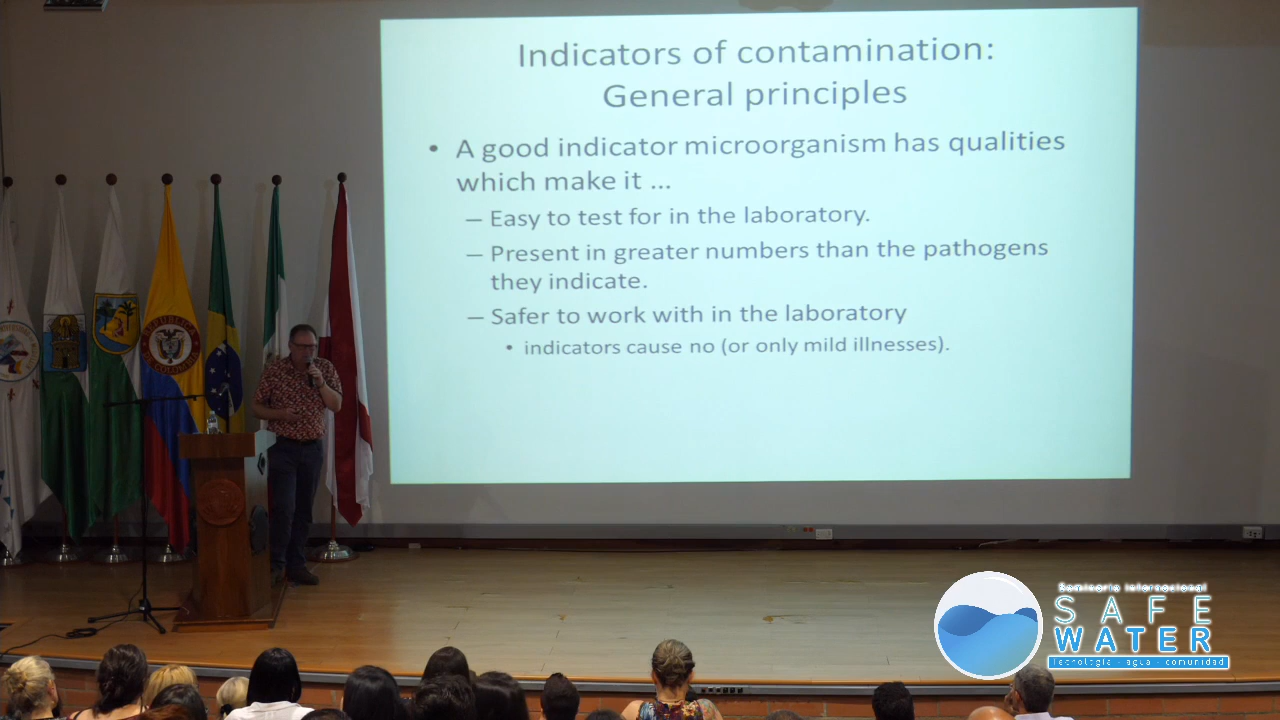 Indicators of contamination:
General principles
• A good indicator microorganism has qualities
which make it ...
– Easy to test for in the laboratory.
– Present in greater numbers than the pathogens
they indicate.
– Safer to work with in the laboratory
• indicators cause no (or only mild illnesses).
REPUBLICA
Seminario internacional
SAFE
WATER
Tecnología · agua · comunidad